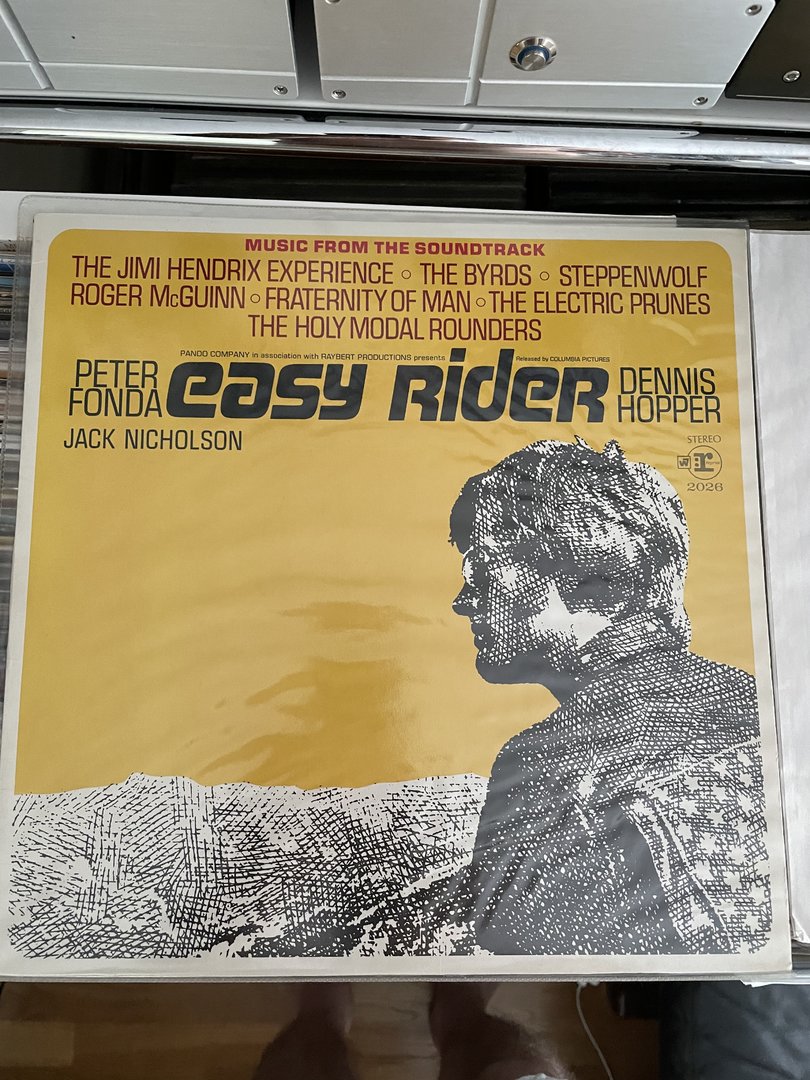 MUSIC FROM THE SOUNDTRACK
THE JIMI HENDRIX EXPERIENCE ○ THE BYRDS ○ STEPPENWOLF
ROGER McGUINN ○ FRATERNITY OF MAN ○ THE ELECTRIC PRUNES
THE HOLY MODAL ROUNDERS
PANDO COMPANY in association with RAYBERT PRODUCTIONS presents
Released by COLUMBIA PICTURES
PETER FONDA
easy RideR
DENNIS HOPPER
JACK NICHOLSON
STEREO
W r
2026